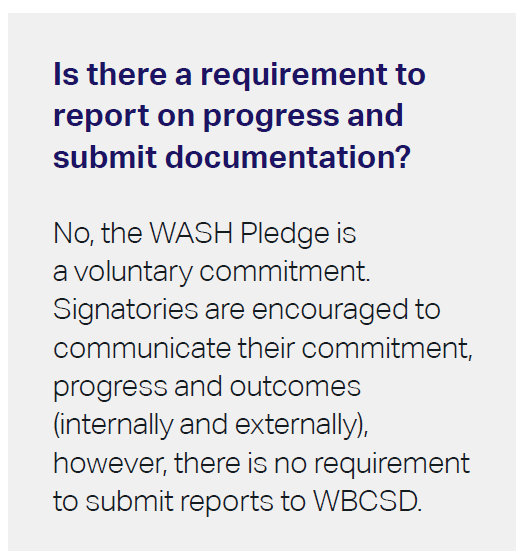 Is there a requirement to
report on progress and
submit documentation?
No, the WASH Pledge is
a voluntary commitment.
Signatories are encouraged to
communicate their commitment,
progress and outcomes
(internally and externally),
however, there is no requirement
to submit reports to WBCSD.